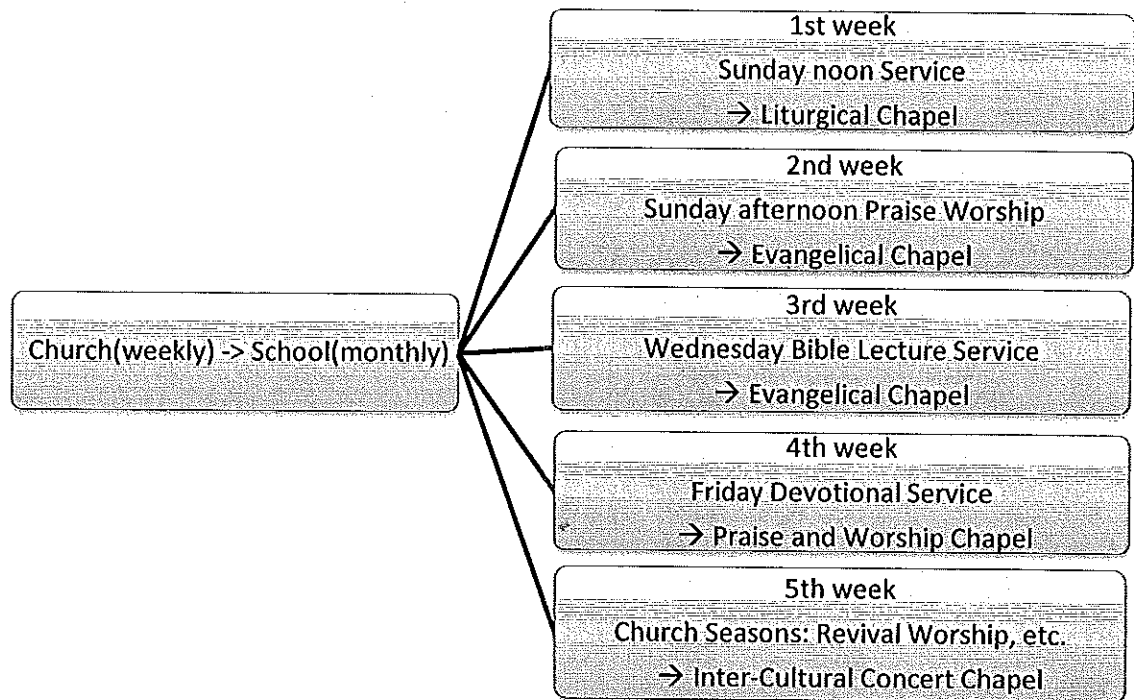 Church(weekly) -> School(monthly)
1st week
Sunday noon Service
→ Liturgical Chapel
2nd week
Sunday afternoon Praise Worship
→ Evangelical Chapel
3rd week
Wednesday Bible Lecture Service
→ Evangelical Chapel
4th week
Friday Devotional Service
→ Praise and Worship Chapel
5th week
Church Seasons: Revival Worship, etc.
→ Inter-Cultural Concert Chapel